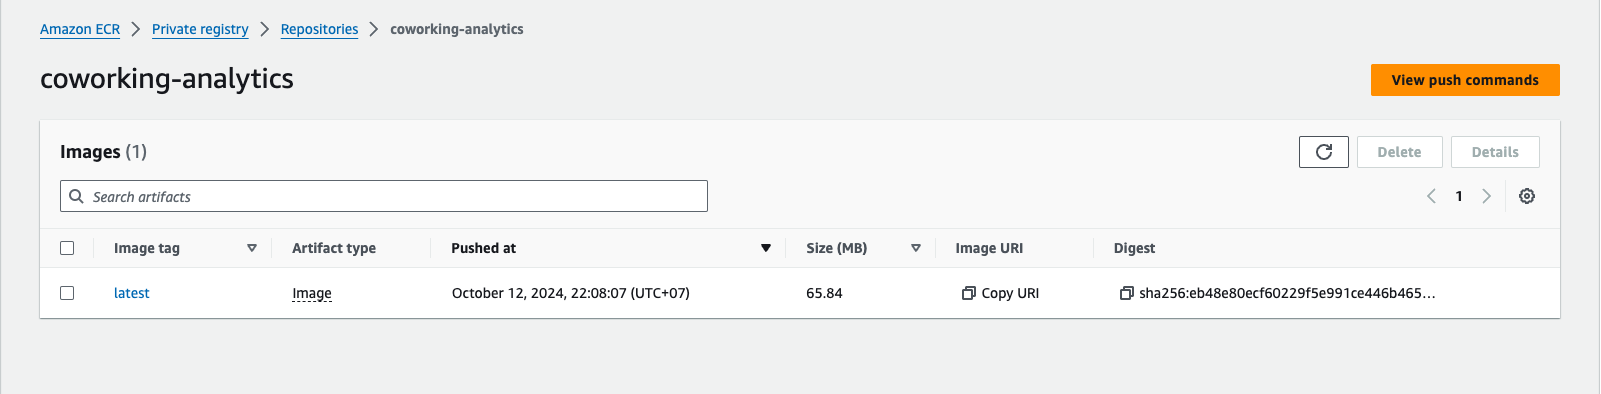 Amazon ECR > Private registry > Repositories > coworking-analytics
coworking-analytics
View push commands
Images (1)
Delete
Details
Search artifacts
1
Image tag Artifact type Pushed at Size (MB) Image URI Digest
latest Image October 12, 2024, 22:08:07 (UTC+07) 65.84 Copy URI sha256:eb48e80ecf60229f5e991ce446b465...